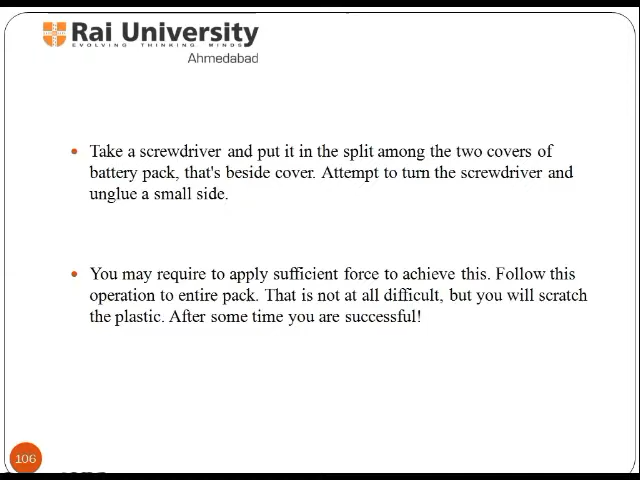 Rai University
EVOLVING THINKING MINDS
Ahmedabad
• Take a screwdriver and put it in the split among the two covers of
battery pack, that's beside cover. Attempt to turn the screwdriver and
unglue a small side.
• You may require to apply sufficient force to achieve this. Follow this
operation to entire pack. That is not at all difficult, but you will scratch
the plastic. After some time you are successful!
106